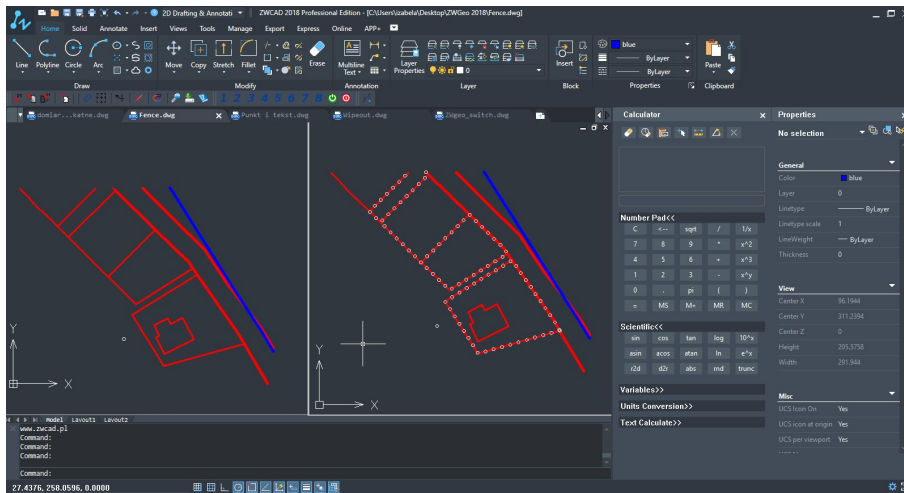 2D Drafting & Annotati
ZWCAD 2018 Professional Edition - [C:\Users\izabela\Desktop\ZWGeo 2018\Fence.dwg]
Home Solid Annotate Insert Views Tools Manage Export Express Online APP+
Line Polyline Circle Arc Move Copy Stretch Fillet Erase Multiline Text Layer Properties 0 Insert blue ByLayer ByLayer Paste
Draw Modify Annotation Layer Block Properties Clipboard
1 2 3 4 5 6 7 8
domiar...katne.dwg Fence.dwg X Punkt i tekst.dwg Wipeout.dwg ZWgeo_switch.dwg
Y
X
Y
X
Model Layout1 Layout2
www.zwcad.pl
Command:
Command:
Command:
Command:
27.4376, 258.0596, 0.0000
Calculator x
Number Pad<<
C <-- sqrt / 1/x
7 8 9 * x^2
4 5 6 + x^3
1 2 3 - x^y
0 . pi ( )
= MS M+ MR MC
Scientific<<
sin cos tan log 10^x
asin acos atan ln e^x
r2d d2r abs rnd trunc
Variables>>
Units Conversion>>
Text Calculate>>
Properties
No selection
General
Color blue
Layer 0
Linetype ByLayer
Linetype scale 1
LineWeight ByLayer
Thickness 0
View
Center X 96.1944
Center Y 311.2394
Center Z 0
Height 205.5758
Width 291.944
Misc
UCS Icon On Yes
UCS icon at origin Yes
UCS per viewport Yes